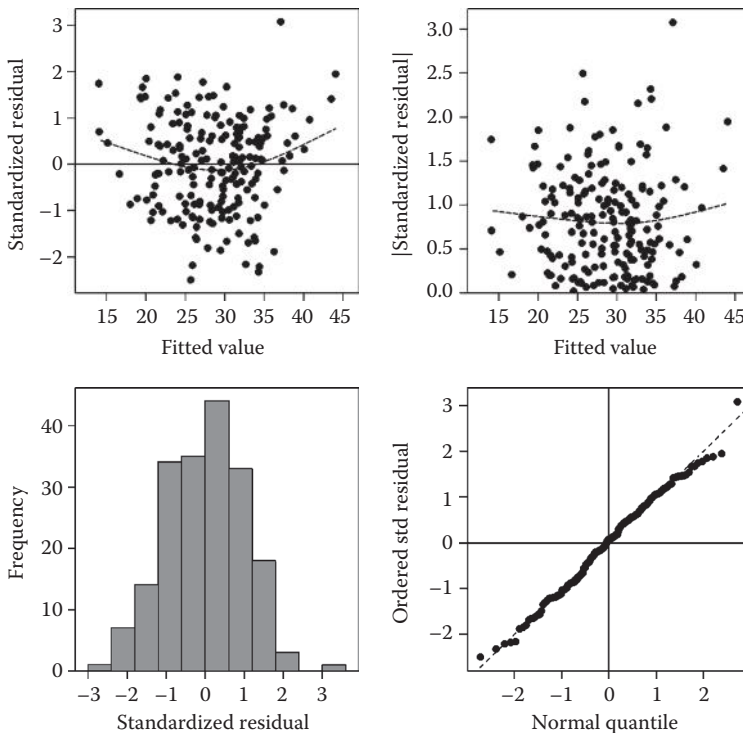 Standardized residual
3
2
1
0
−1
−2
15 20 25 30 35 40 45
Fitted value
|Standardized residual|
3.0
2.5
2.0
1.5
1.0
0.5
0.0
15 20 25 30 35 40 45
Fitted value
Frequency
40
30
20
10
0
−3 −2 −1 0 1 2 3
Standardized residual
Ordered std residual
3
2
1
0
−1
−2
−2 −1 0 1 2
Normal quantile